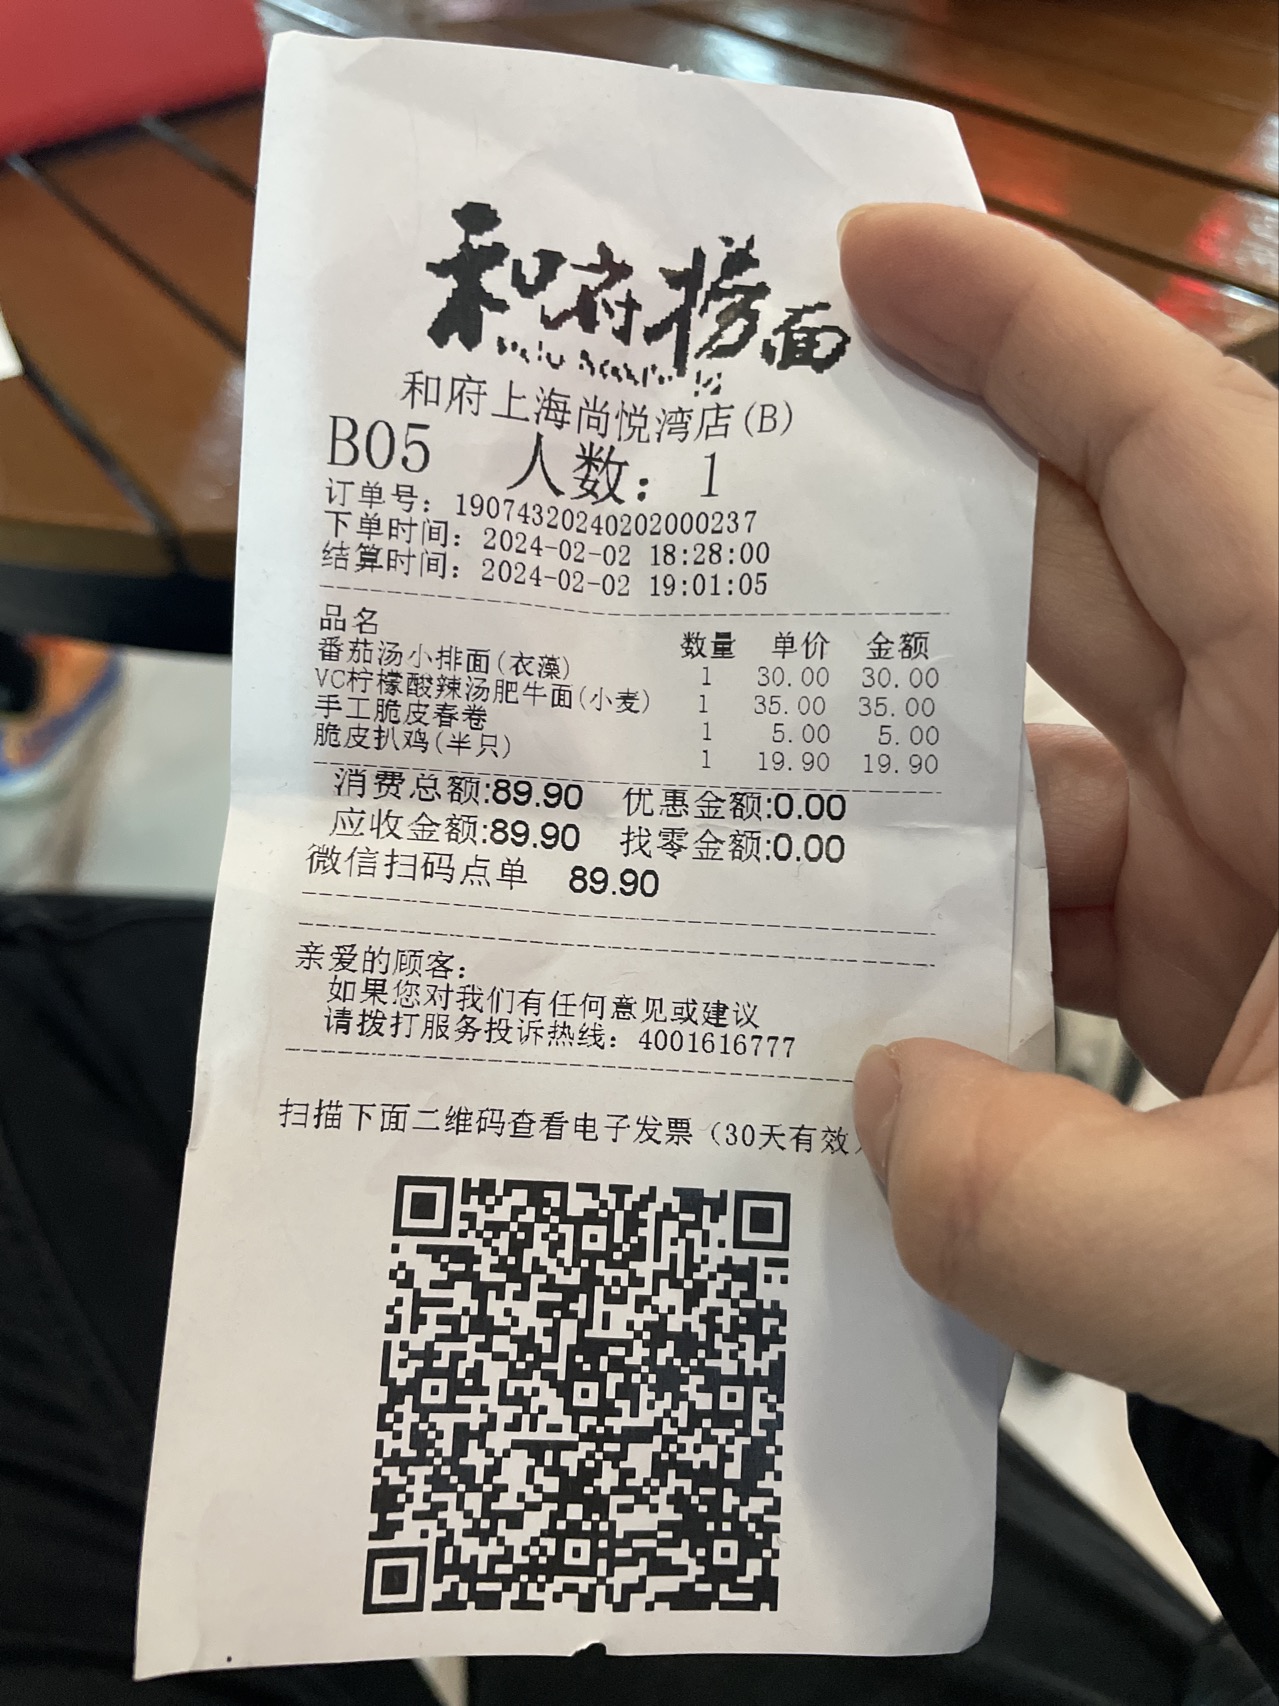 和府捞面
和府上海尚悦湾店(B)
B05 人数: 1
订单号: 19074320240202000237
下单时间: 2024-02-02 18:28:00
结算时间: 2024-02-02 19:01:05
品名 数量 单价 金额
番茄汤小排面(衣藻) 1 30.00 30.00
VC柠檬酸辣汤肥牛面(小麦) 1 35.00 35.00
手工脆皮春卷 1 5.00 5.00
脆皮扒鸡(半只) 1 19.90 19.90
消费总额:89.90 优惠金额:0.00
应收金额:89.90 找零金额:0.00
微信扫码点单 89.90
亲爱的顾客:
如果您对我们有任何意见或建议
请拨打服务投诉热线: 4001616777
扫描下面二维码查看电子发票（30天有效）